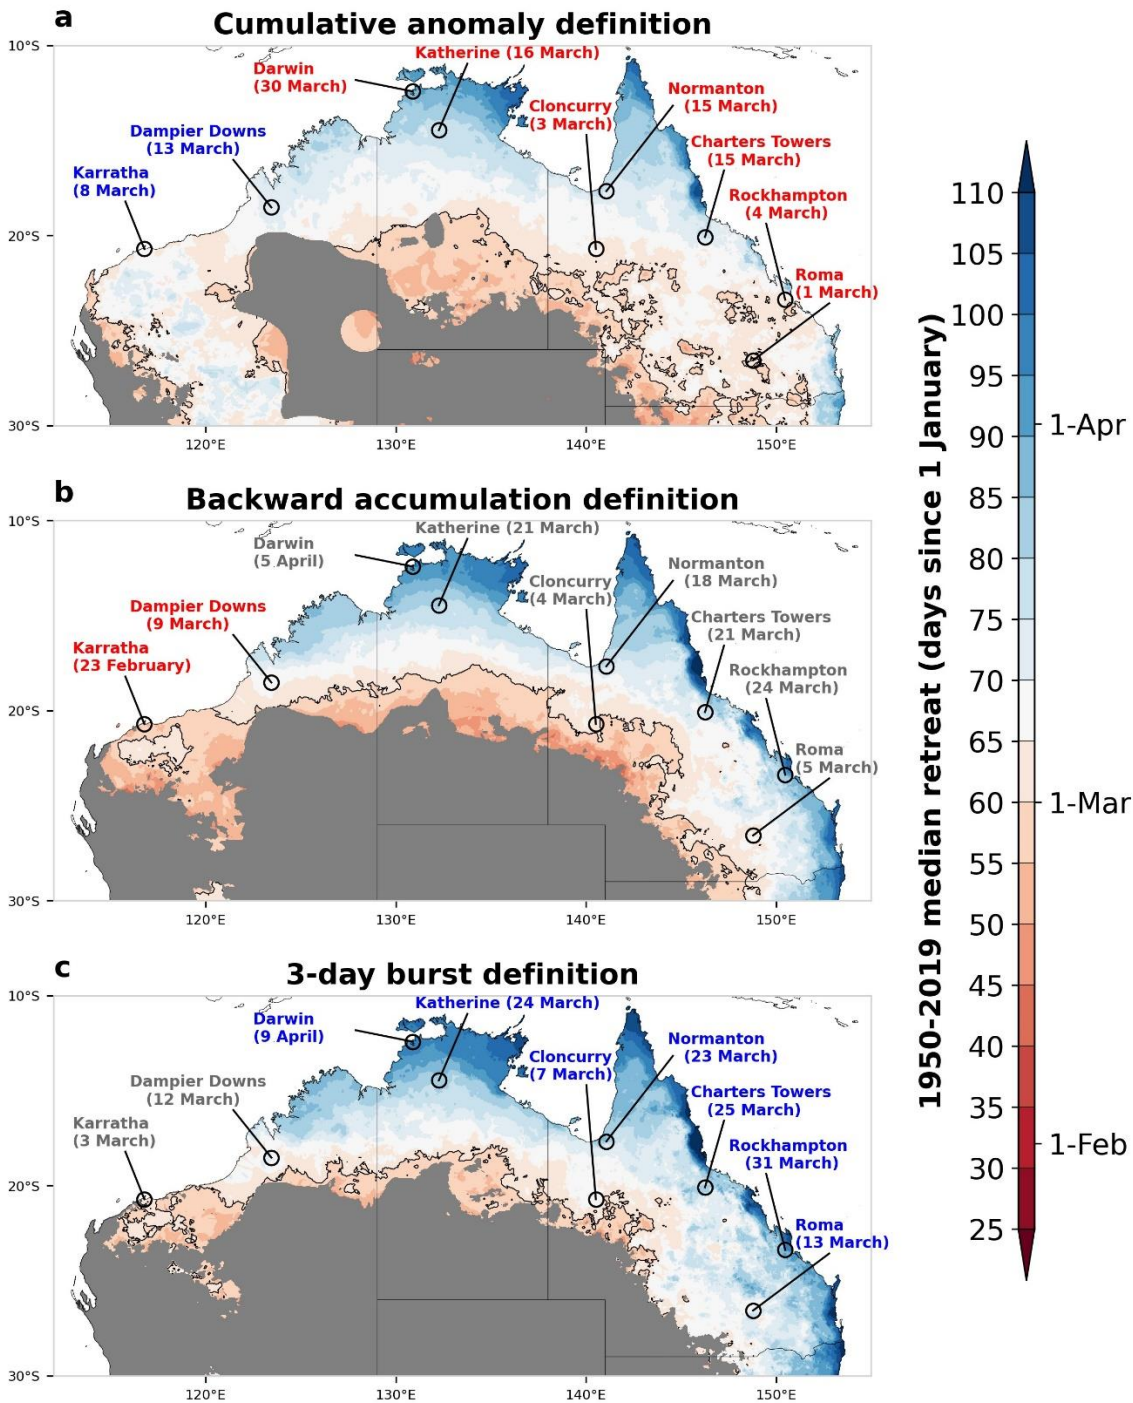 a
Cumulative anomaly definition
10°S
20°S
30°S
120°E
130°E
140°E
150°E
Darwin
(30 March)
Katherine (16 March)
Cloncurry
(3 March)
Normanton
(15 March)
Dampier Downs
(13 March)
Charters Towers
(15 March)
Karratha
(8 March)
Rockhampton
(4 March)
Roma
(1 March)
b
Backward accumulation definition
10°S
20°S
30°S
120°E
130°E
140°E
150°E
Darwin
(5 April)
Katherine (21 March)
Cloncurry
(4 March)
Normanton
(18 March)
Dampier Downs
(9 March)
Charters Towers
(21 March)
Karratha
(23 February)
Rockhampton
(24 March)
Roma
(5 March)
c
3-day burst definition
10°S
20°S
30°S
120°E
130°E
140°E
150°E
Darwin
(9 April)
Katherine (24 March)
Cloncurry
(7 March)
Normanton
(23 March)
Dampier Downs
(12 March)
Charters Towers
(25 March)
Karratha
(3 March)
Rockhampton
(31 March)
Roma
(13 March)
1950-2019 median retreat (days since 1 January)
110
105
100
95
90
85
80
75
70
65
60
55
50
45
40
35
30
25
1-Apr
1-Mar
1-Feb